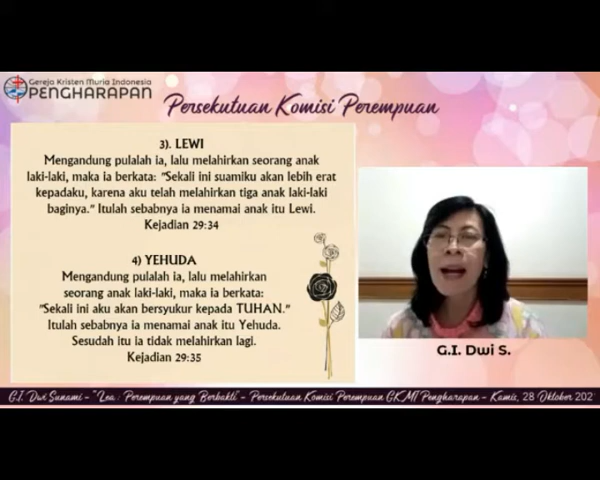 Gereja Kristen Muria Indonesia
PENGHARAPAN
Persekutuan Komisi Perempuan
3). LEWI
Mengandung pulalah ia, lalu melahirkan seorang anak
laki-laki, maka ia berkata: "Sekali ini suamiku akan lebih erat
kepadaku, karena aku telah melahirkan tiga anak laki-laki
baginya." Itulah sebabnya ia menamai anak itu Lewi.
Kejadian 29:34
4) YEHUDA
Mengandung pulalah ia, lalu melahirkan
seorang anak laki-laki, maka ia berkata:
"Sekali ini aku akan bersyukur kepada TUHAN."
Itulah sebabnya ia menamai anak itu Yehuda.
Sesudah itu ia tidak melahirkan lagi.
Kejadian 29:35
G.I. Dwi S.
G.I. Dwi Sunami - "Lea : Perempuan yang Berbakti" - Persekutuan Komisi Perempuan GKMI Pengharapan - Kamis, 28 Oktober 202